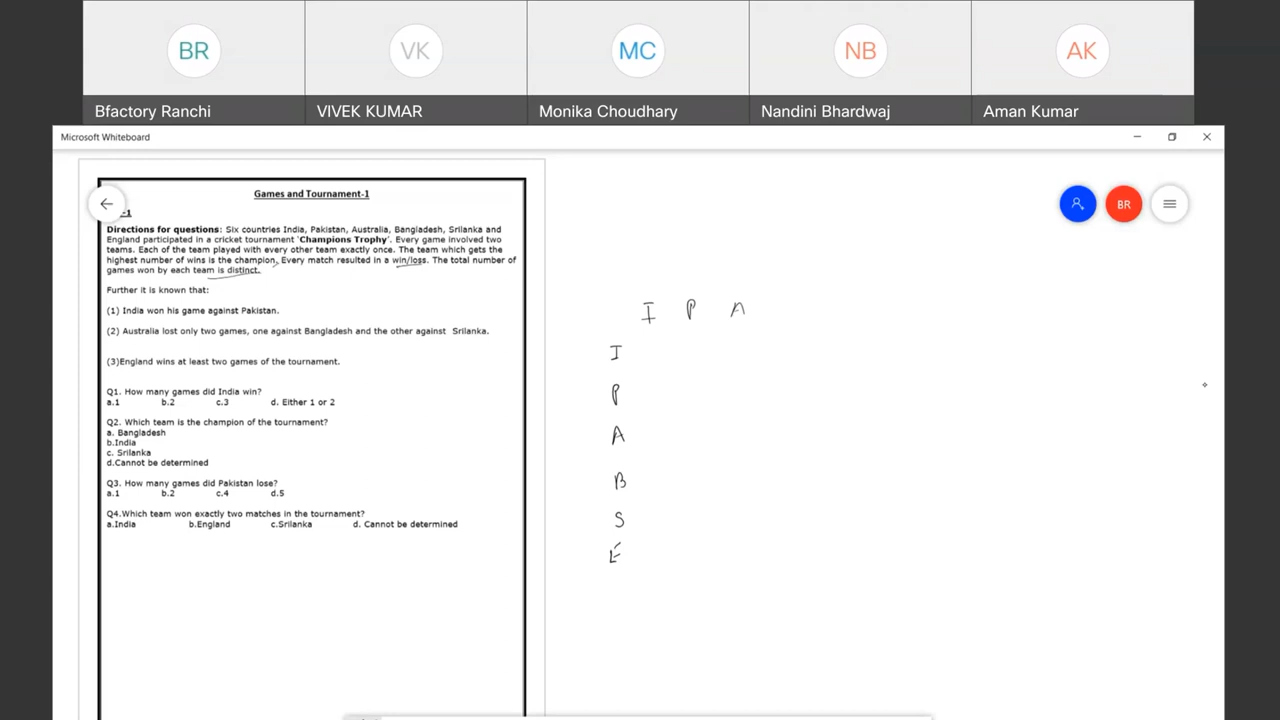 BR VK MC NB AK
Bfactory Ranchi VIVEK KUMAR Monika Choudhary Nandini Bhardwaj Aman Kumar
Microsoft Whiteboard
BR
Games and Tournament-1
-1
Directions for questions: Six countries India, Pakistan, Australia, Bangladesh, Srilanka and
England participated in a cricket tournament 'Champions Trophy'. Every game involved two
teams. Each of the team played with every other team exactly once. The team which gets the
highest number of wins is the champion. Every match resulted in a win/loss. The total number of
games won by each team is distinct.
Further it is known that:
(1) India won his game against Pakistan.
(2) Australia lost only two games, one against Bangladesh and the other against Srilanka.
(3)England wins at least two games of the tournament.
Q1. How many games did India win?
a.1 b.2 c.3 d. Either 1 or 2
Q2. Which team is the champion of the tournament?
a. Bangladesh
b.India
c. Srilanka
d.Cannot be determined
Q3. How many games did Pakistan lose?
a.1 b.2 c.4 d.5
Q4.Which team won exactly two matches in the tournament?
a.India b.England c.Srilanka d. Cannot be determined
I P A
I
P
A
B
S
E